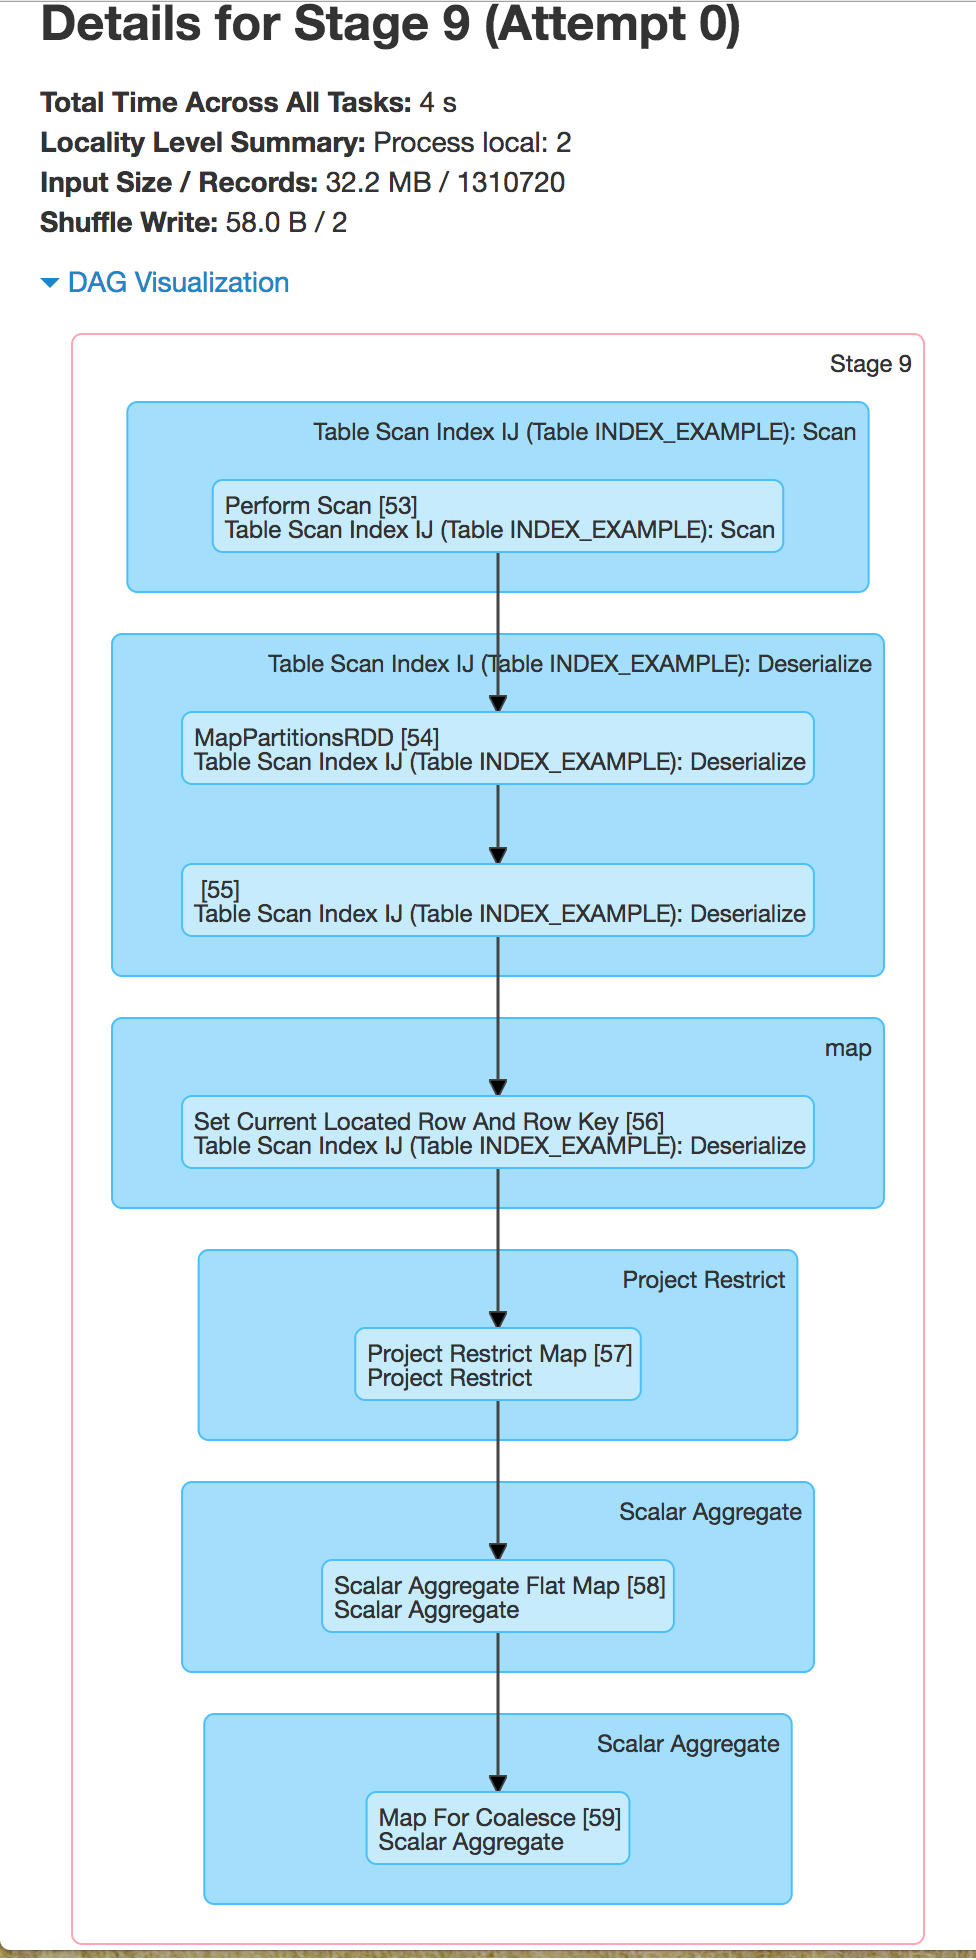 Details for Stage 9 (Attempt 0)
Total Time Across All Tasks: 4 s
Locality Level Summary: Process local: 2
Input Size / Records: 32.2 MB / 1310720
Shuffle Write: 58.0 B / 2
DAG Visualization
Stage 9
Table Scan Index IJ (Table INDEX_EXAMPLE): Scan
Perform Scan [53]
Table Scan Index IJ (Table INDEX_EXAMPLE): Scan
Table Scan Index IJ (Table INDEX_EXAMPLE): Deserialize
MapPartitionsRDD [54]
Table Scan Index IJ (Table INDEX_EXAMPLE): Deserialize
[55]
Table Scan Index IJ (Table INDEX_EXAMPLE): Deserialize
map
Set Current Located Row And Row Key [56]
Table Scan Index IJ (Table INDEX_EXAMPLE): Deserialize
Project Restrict
Project Restrict Map [57]
Project Restrict
Scalar Aggregate
Scalar Aggregate Flat Map [58]
Scalar Aggregate
Scalar Aggregate
Map For Coalesce [59]
Scalar Aggregate